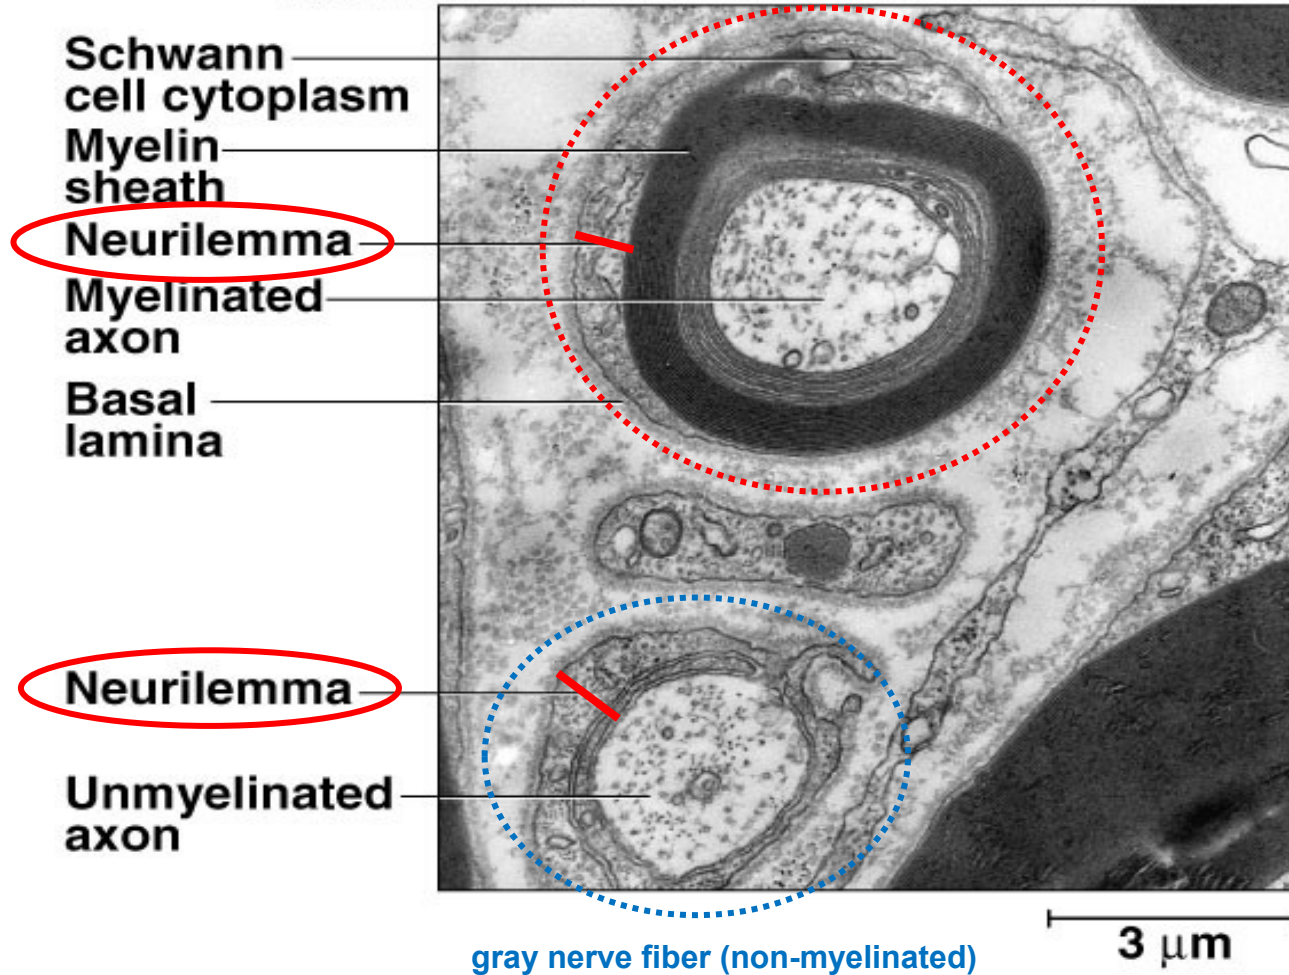 Schwann
cell cytoplasm
Myelin
sheath
Neurilemma
Myelinated
axon
Basal
lamina
Neurilemma
Unmyelinated
axon
3 μm
gray nerve fiber (non-myelinated)